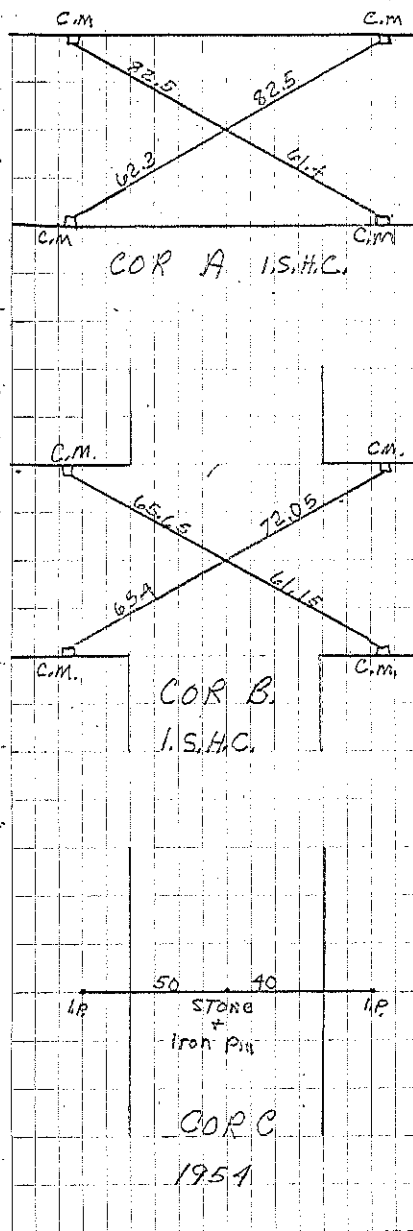 C.M C.M
82.5 82.5
62.3 61.4
C.M C.M
COR A I.S.H.C.
C.M. C.M.
65.65 72.05
65.4 61.15
C.M. C.M.
COR B.
I.S.H.C.
50 40
I.P. STONE I.P.
+
Iron Pin
COR C
1954